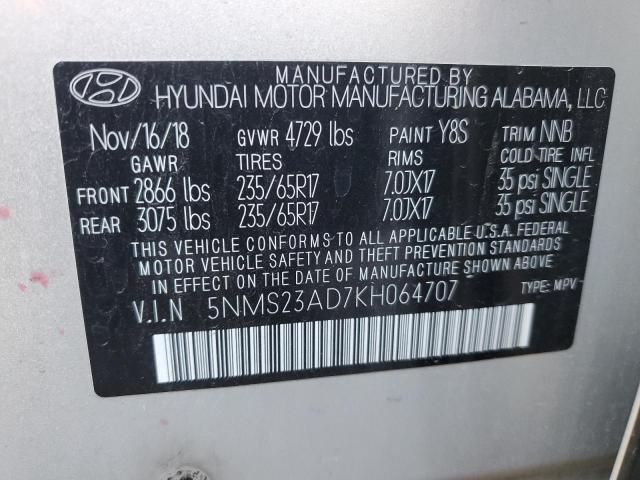 MANUFACTURED BY
HYUNDAI MOTOR MANUFACTURING ALABAMA, LLC
Nov/16/18 GVWR 4729 lbs PAINT Y8S TRIM NNB
GAWR TIRES RIMS COLD TIRE INFL
FRONT 2866 lbs 235/65R17 7.0JX17 35 psi SINGLE
REAR 3075 lbs 235/65R17 7.0JX17 35 psi SINGLE
THIS VEHICLE CONFORMS TO ALL APPLICABLE U.S.A. FEDERAL
MOTOR VEHICLE SAFETY AND THEFT PREVENTION STANDARDS
IN EFFECT ON THE DATE OF MANUFACTURE SHOWN ABOVE.
V.I.N 5NMS23AD7KH064707 TYPE: MPV